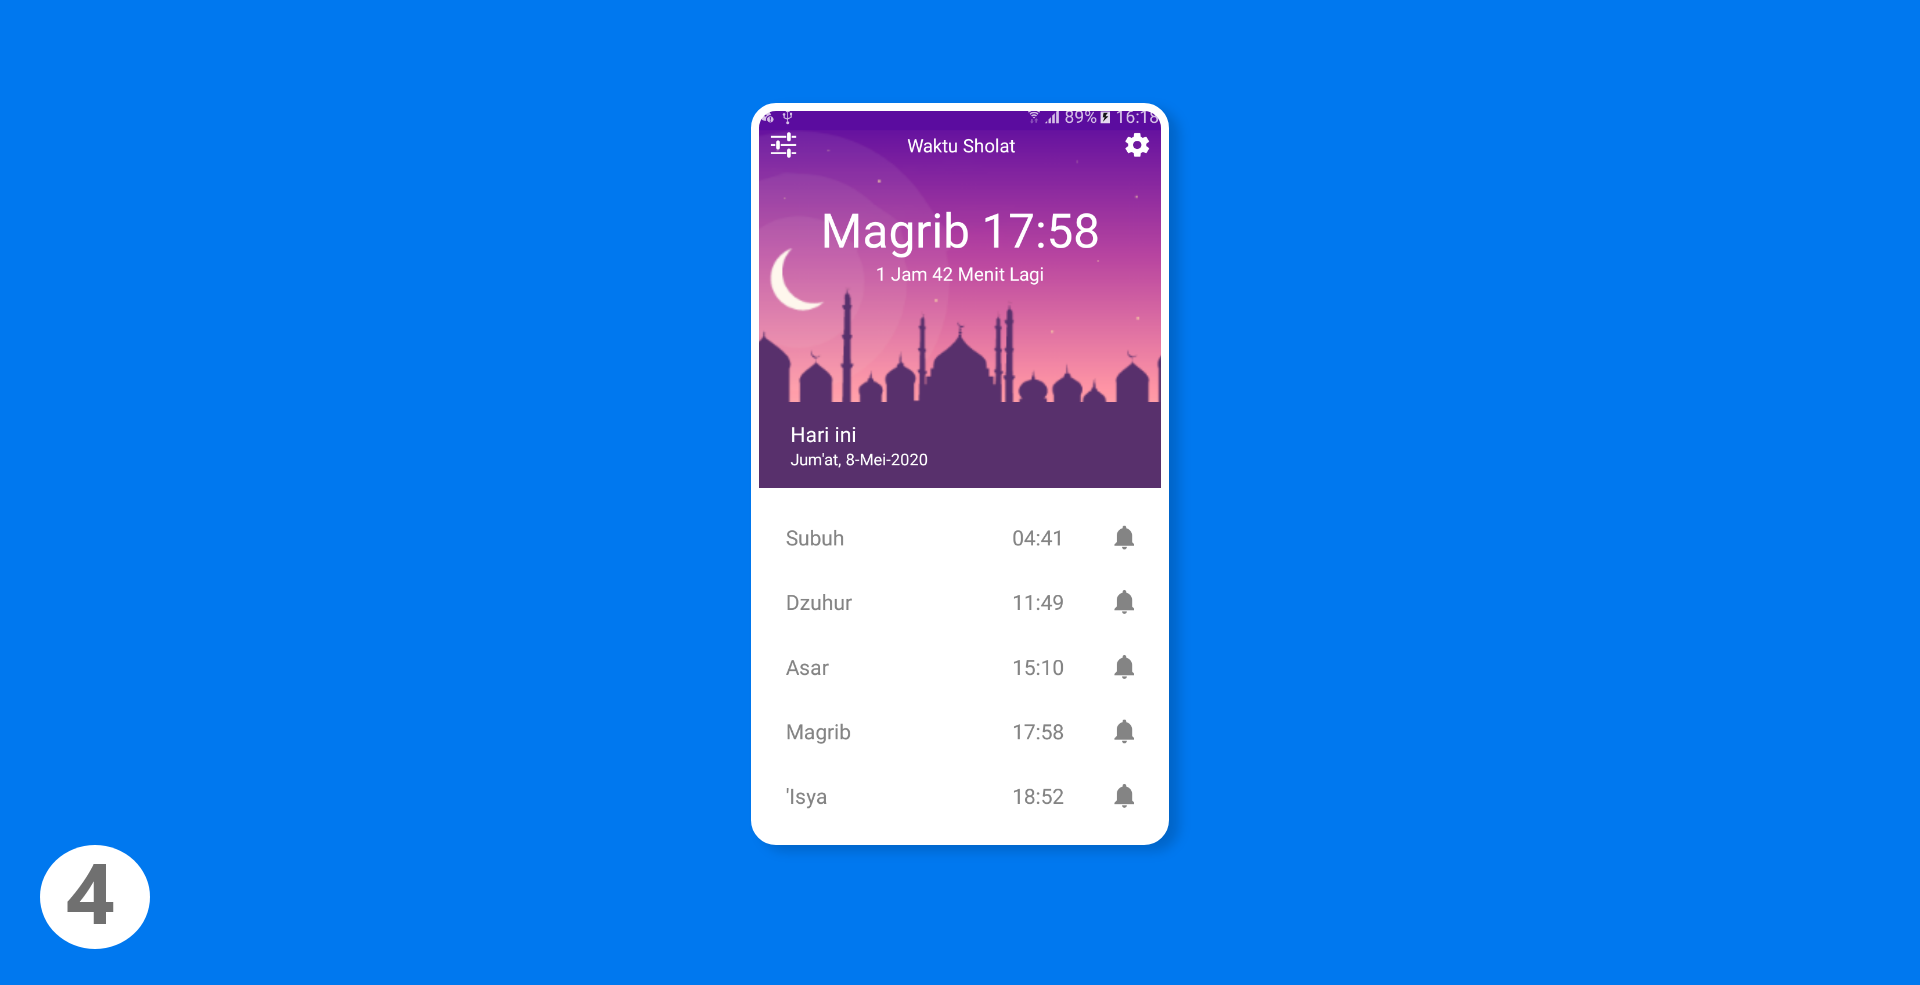 89% 16:18
Waktu Sholat
Magrib 17:58
1 Jam 42 Menit Lagi
Hari ini
Jum'at, 8-Mei-2020
Subuh 04:41
Dzuhur 11:49
Asar 15:10
Magrib 17:58
'Isya 18:52
4